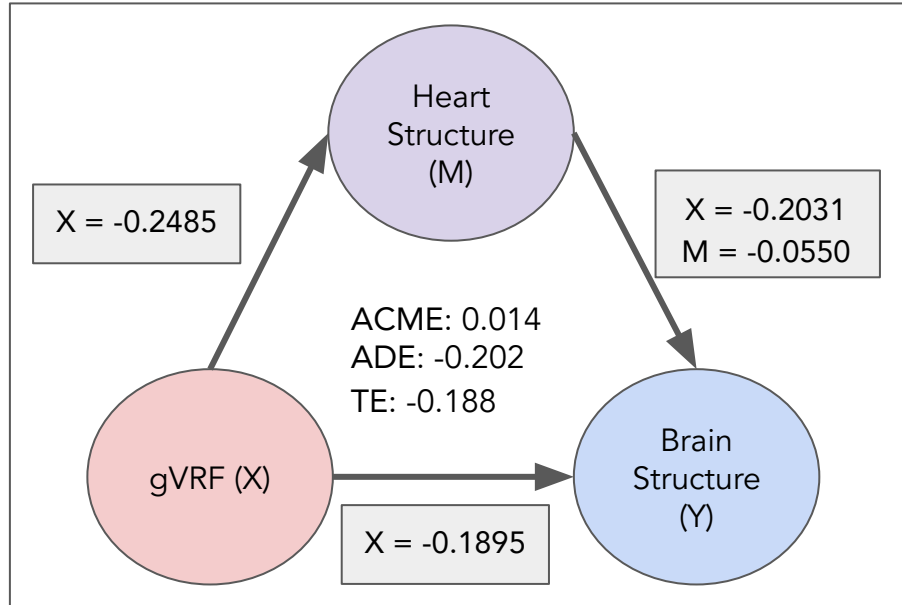 Heart
Structure
(M)
X = -0.2485
X = -0.2031
M = -0.0550
ACME: 0.014
ADE: -0.202
TE: -0.188
gVRF (X)
Brain
Structure
(Y)
X = -0.1895